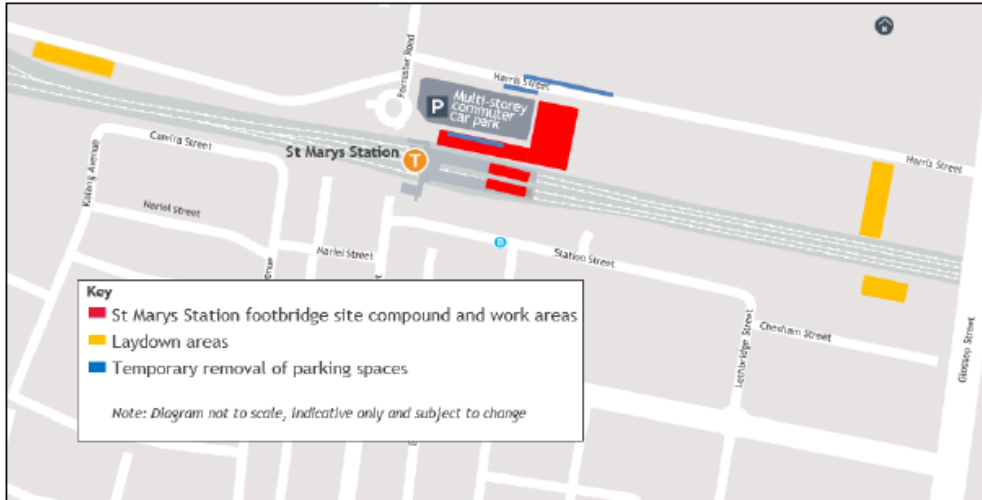 Forrester Road
Harris Street
P
Multi-storey
commuter
car park
St Marys Station
T
Camira Street
Kalang Avenue
Nariel Street
Nariel Street
Harris Street
B
Station Street
Lethbridge Street
Chesham Street
Glossop Street
Key
St Marys Station footbridge site compound and work areas
Laydown areas
Temporary removal of parking spaces
Note: Diagram not to scale, indicative only and subject to change